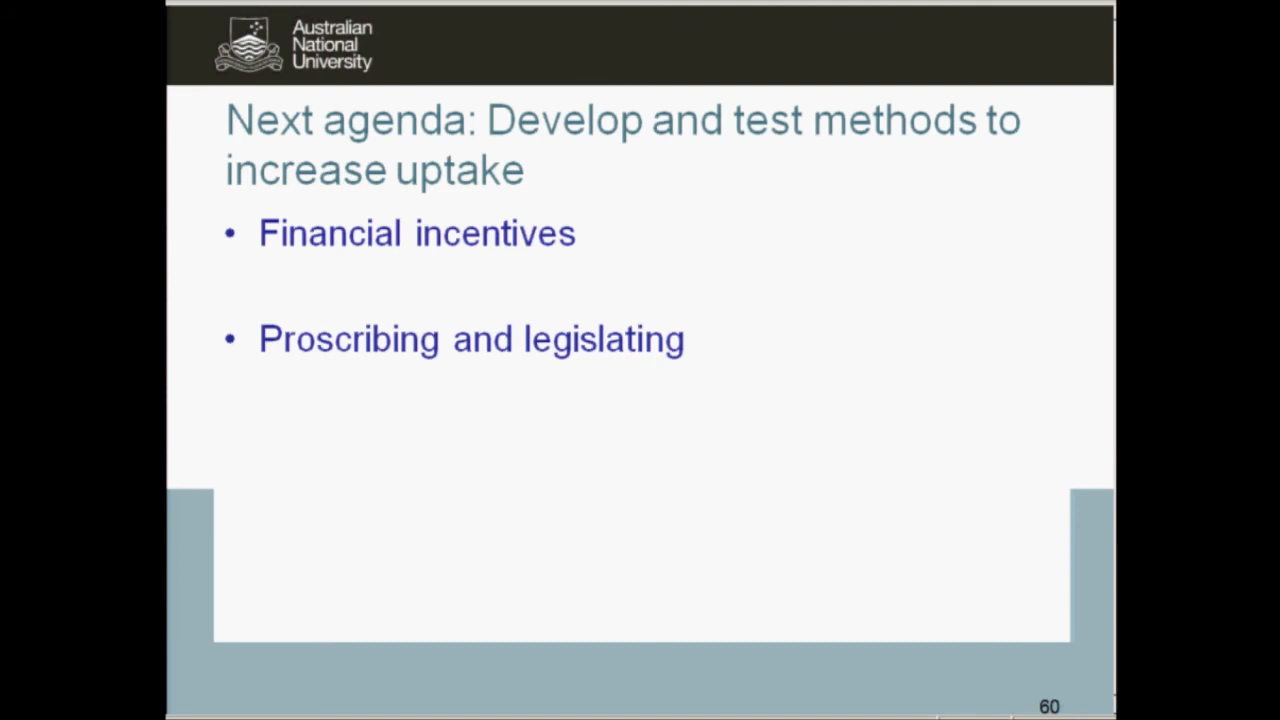 Australian
National
University
Next agenda: Develop and test methods to
increase uptake
• Financial incentives
• Proscribing and legislating
60